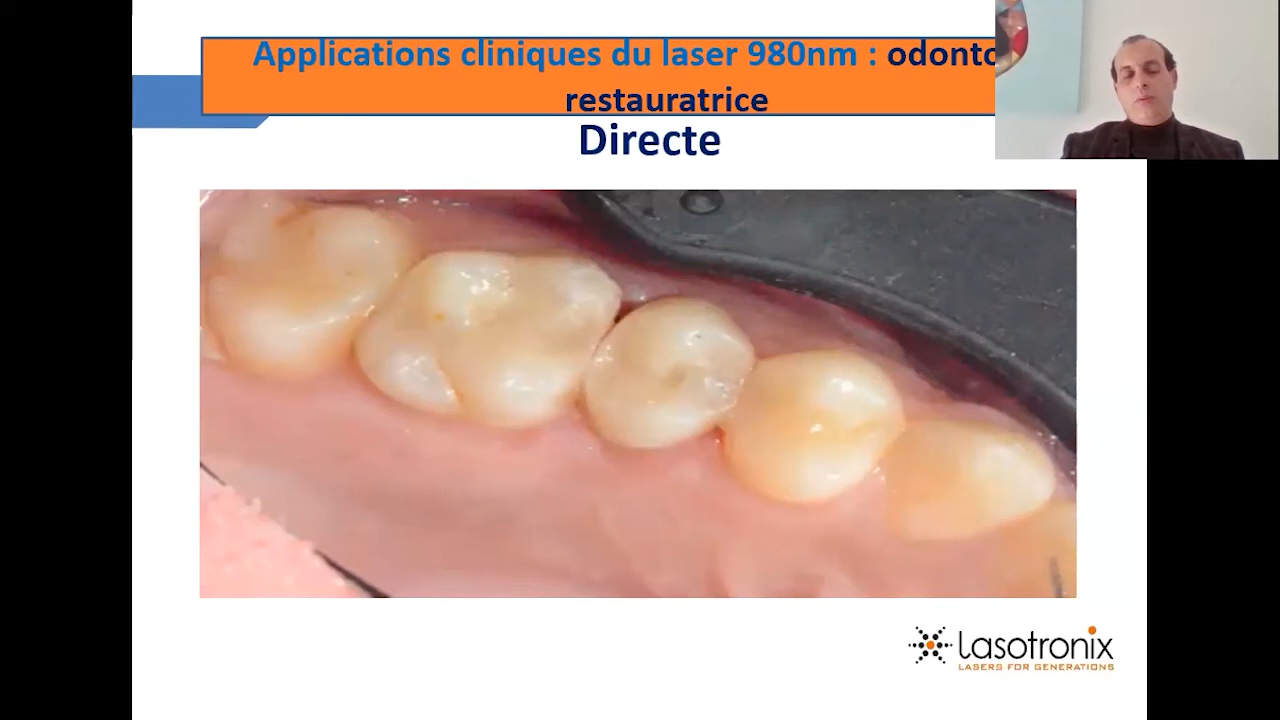 Applications cliniques du laser 980nm : odonto
restauratrice
Directe
lasotronix
LASERS FOR GENERATIONS